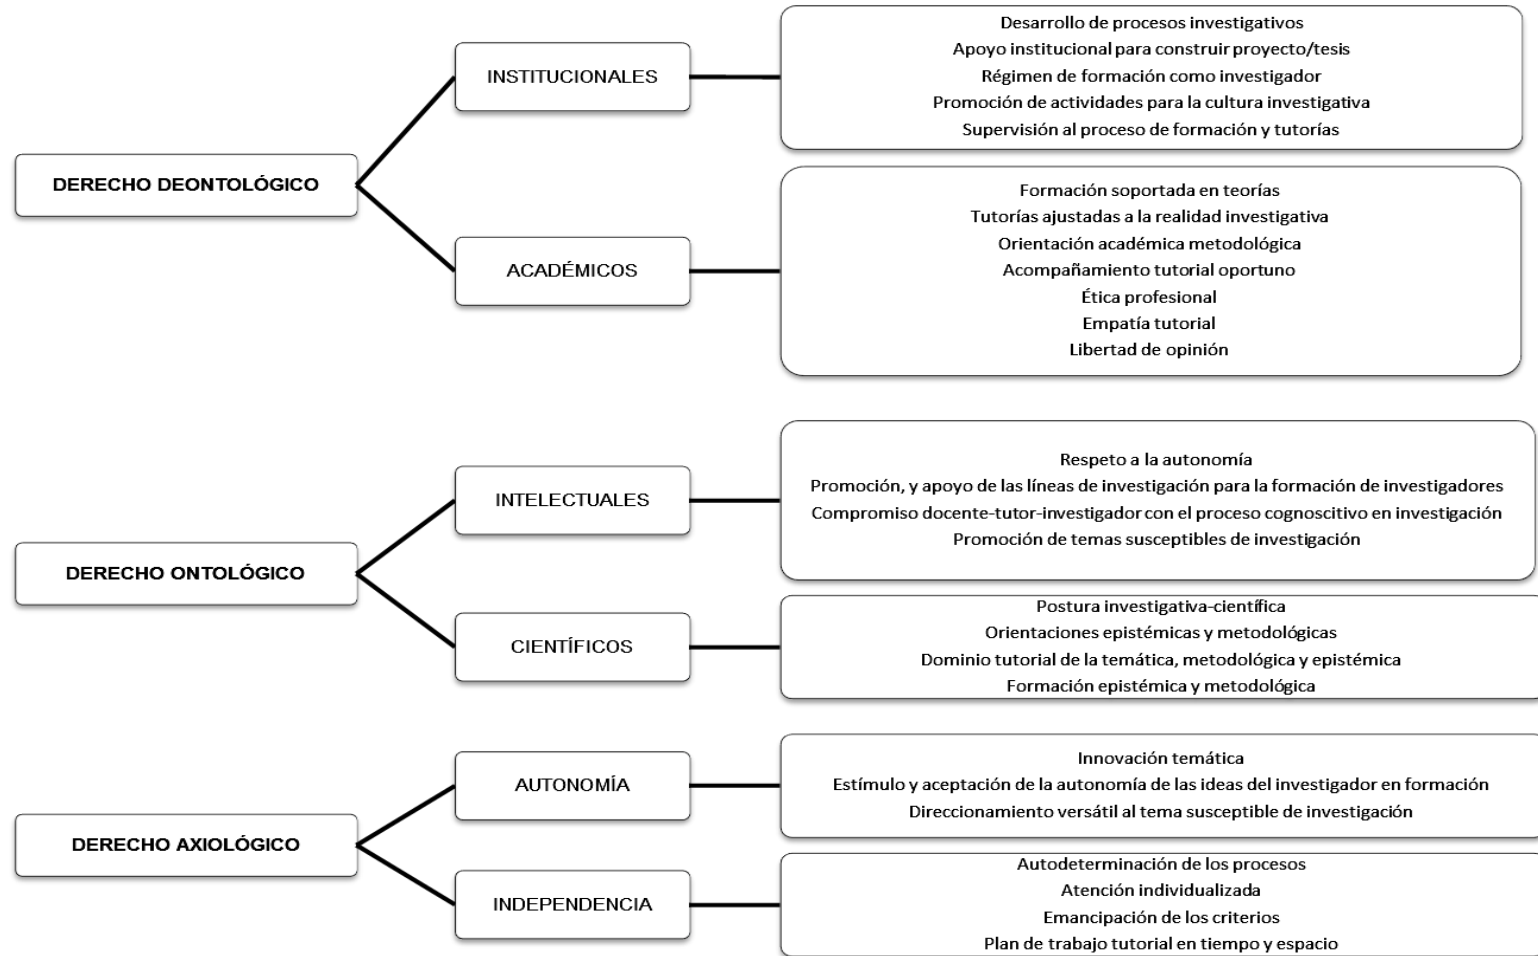 DERECHO DEONTOLÓGICO
INSTITUCIONALES
Desarrollo de procesos investigativos
Apoyo institucional para construir proyecto/tesis
Régimen de formación como investigador
Promoción de actividades para la cultura investigativa
Supervisión al proceso de formación y tutorías
ACADÉMICOS
Formación soportada en teorías
Tutorías ajustadas a la realidad investigativa
Orientación académica metodológica
Acompañamiento tutorial oportuno
Ética profesional
Empatía tutorial
Libertad de opinión
DERECHO ONTOLÓGICO
INTELECTUALES
Respeto a la autonomía
Promoción, y apoyo de las líneas de investigación para la formación de investigadores
Compromiso docente-tutor-investigador con el proceso cognoscitivo en investigación
Promoción de temas susceptibles de investigación
CIENTÍFICOS
Postura investigativa-científica
Orientaciones epistémicas y metodológicas
Dominio tutorial de la temática, metodológica y epistémica
Formación epistémica y metodológica
DERECHO AXIOLÓGICO
AUTONOMÍA
Innovación temática
Estímulo y aceptación de la autonomía de las ideas del investigador en formación
Direccionamiento versátil al tema susceptible de investigación
INDEPENDENCIA
Autodeterminación de los procesos
Atención individualizada
Emancipación de los criterios
Plan de trabajo tutorial en tiempo y espacio